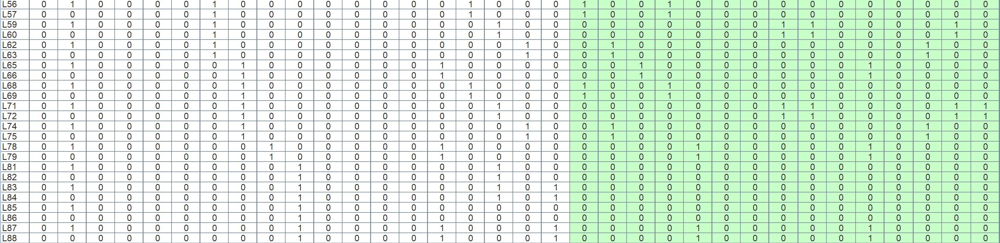 L56 0 1 0 0 0 0 1 0 0 0 0 0 0 0 0 1 0 0 0 1 0 0 1 0 0 0 0 0 0 0 0 0 0 0
L57 0 0 0 0 0 0 1 0 0 0 0 0 0 0 0 1 0 0 0 1 0 0 1 0 0 0 0 0 0 0 0 0 0 0
L59 0 1 0 0 0 0 1 0 0 0 0 0 0 0 0 0 1 0 0 0 0 0 0 0 0 0 1 1 0 0 0 0 1 0
L60 0 0 0 0 0 0 1 0 0 0 0 0 0 0 0 0 1 0 0 0 0 0 0 0 0 0 1 1 0 0 0 0 1 0
L62 0 1 0 0 0 0 1 0 0 0 0 0 0 0 0 0 0 1 0 0 1 0 0 0 0 0 0 0 0 0 0 1 0 0
L63 0 0 0 0 0 0 1 0 0 0 0 0 0 0 0 0 0 1 0 0 1 0 0 0 0 0 0 0 0 0 0 1 0 0
L65 0 1 0 0 0 0 0 1 0 0 0 0 0 0 1 0 0 0 0 0 0 1 0 0 0 0 0 0 0 1 0 0 0 0
L66 0 0 0 0 0 0 0 1 0 0 0 0 0 0 1 0 0 0 0 0 0 1 0 0 0 0 0 0 0 1 0 0 0 0
L68 0 1 0 0 0 0 0 1 0 0 0 0 0 0 0 1 0 0 0 1 0 0 1 0 0 0 0 0 0 0 0 0 0 0
L69 0 0 0 0 0 0 0 1 0 0 0 0 0 0 0 1 0 0 0 1 0 0 1 0 0 0 0 0 0 0 0 0 0 0
L71 0 1 0 0 0 0 0 1 0 0 0 0 0 0 0 0 1 0 0 0 0 0 0 0 0 0 1 1 0 0 0 0 1 1
L72 0 0 0 0 0 0 0 1 0 0 0 0 0 0 0 0 1 0 0 0 0 0 0 0 0 0 1 1 0 0 0 0 1 1
L74 0 1 0 0 0 0 0 1 0 0 0 0 0 0 0 0 0 1 0 0 1 0 0 0 0 0 0 0 0 0 0 1 0 0
L75 0 0 0 0 0 0 0 1 0 0 0 0 0 0 0 0 0 1 0 0 1 0 0 0 0 0 0 0 0 0 0 1 0 0
L78 0 1 0 0 0 0 0 0 1 0 0 0 0 0 1 0 0 0 0 0 0 0 0 1 0 0 0 0 0 1 0 0 0 0
L79 0 0 0 0 0 0 0 0 1 0 0 0 0 0 1 0 0 0 0 0 0 0 0 1 0 0 0 0 0 1 0 0 0 0
L81 0 1 0 0 0 0 0 0 0 1 0 0 0 0 0 0 1 0 0 0 0 0 0 0 0 0 0 0 0 0 0 0 0 0
L82 0 0 0 0 0 0 0 0 0 1 0 0 0 0 0 0 1 0 0 0 0 0 0 0 0 0 0 0 0 0 0 0 0 0
L83 0 1 0 0 0 0 0 0 0 1 0 0 0 0 0 0 1 0 1 0 0 0 0 0 0 0 0 0 0 0 0 0 0 0
L84 0 0 0 0 0 0 0 0 0 1 0 0 0 0 0 0 1 0 1 0 0 0 0 0 0 0 0 0 0 0 0 0 0 0
L85 0 1 0 0 0 0 0 0 0 1 0 0 0 0 0 0 0 0 0 0 0 0 0 0 0 0 0 0 0 0 0 0 0 0
L86 0 0 0 0 0 0 0 0 0 1 0 0 0 0 0 0 0 0 0 0 0 0 0 0 0 0 0 0 0 0 0 0 0 0
L87 0 1 0 0 0 0 0 0 0 1 0 0 0 0 1 0 0 0 1 0 0 0 0 1 0 0 0 0 0 1 0 0 0 0
L88 0 0 0 0 0 0 0 0 0 1 0 0 0 0 1 0 0 0 1 0 0 0 0 1 0 0 0 0 0 1 0 0 0 0